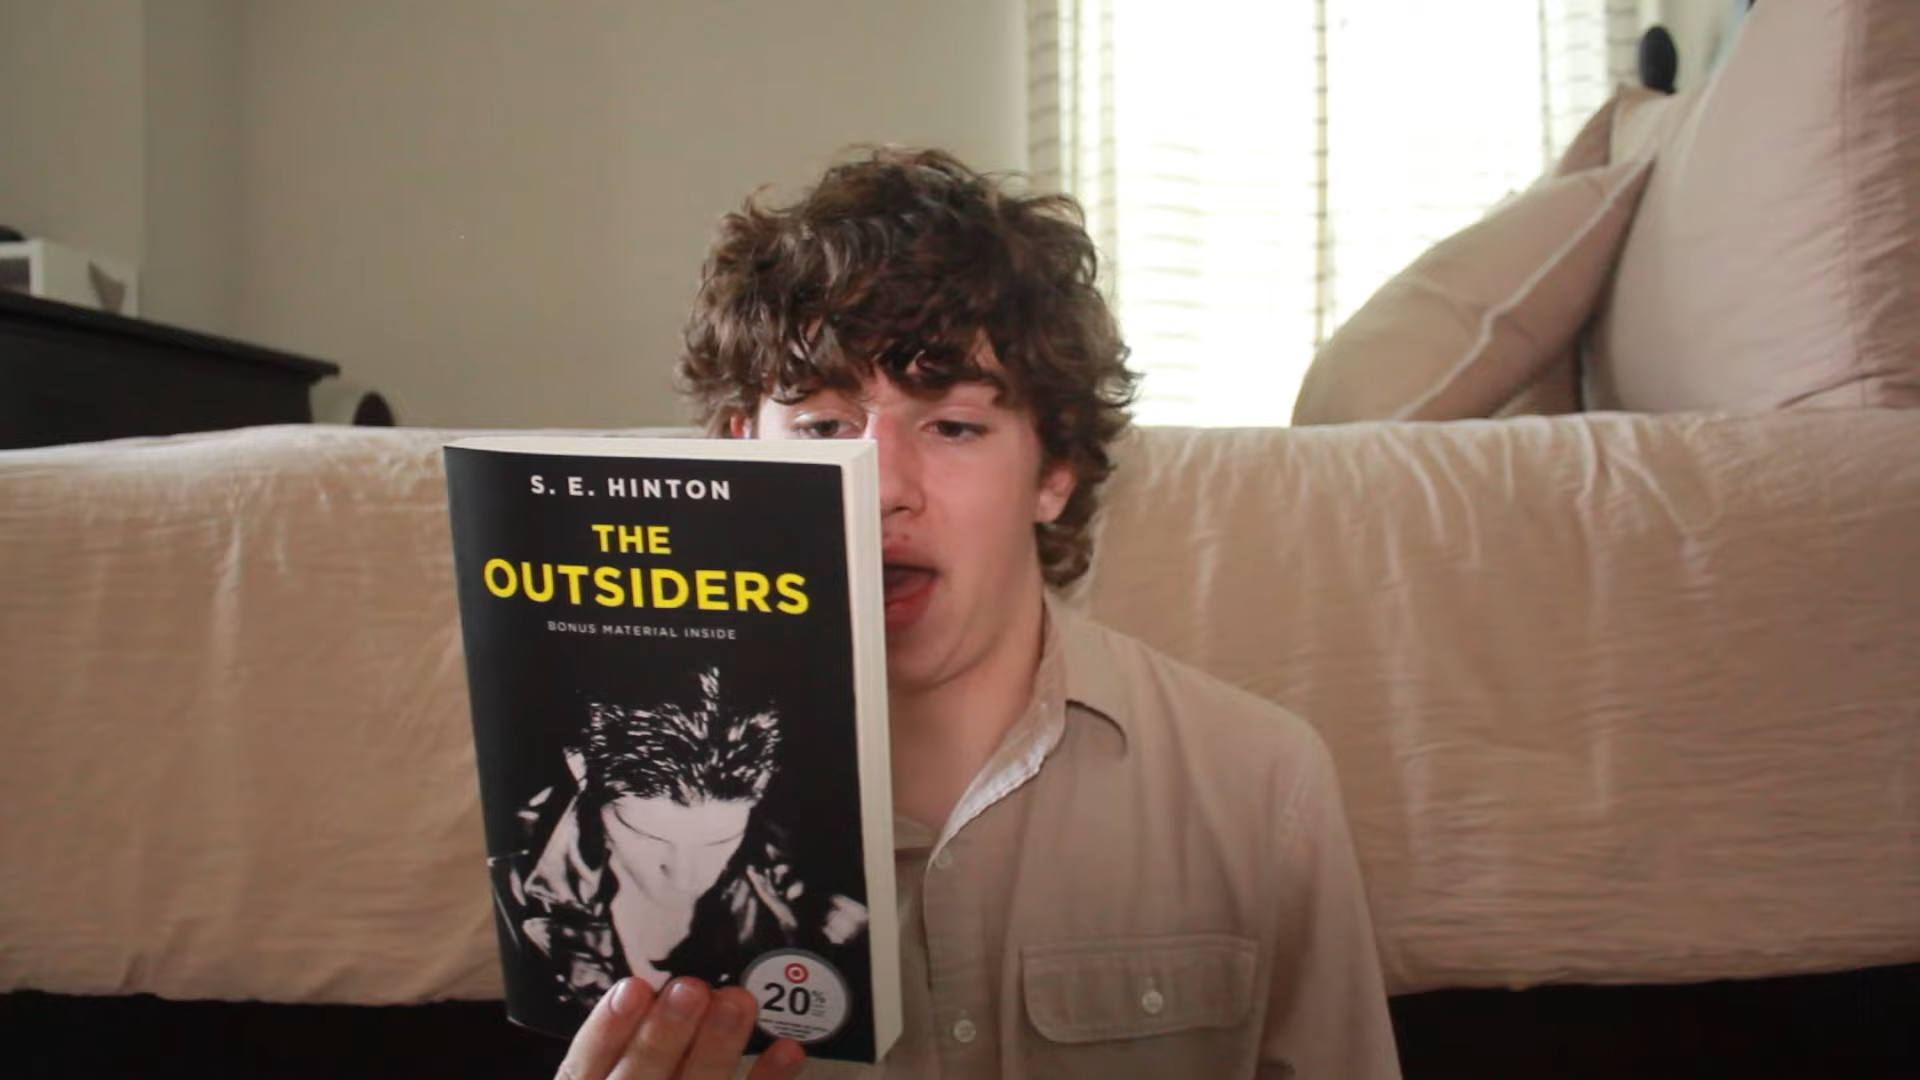 S. E. HINTON
THE
OUTSIDERS
BONUS MATERIAL INSIDE
20%